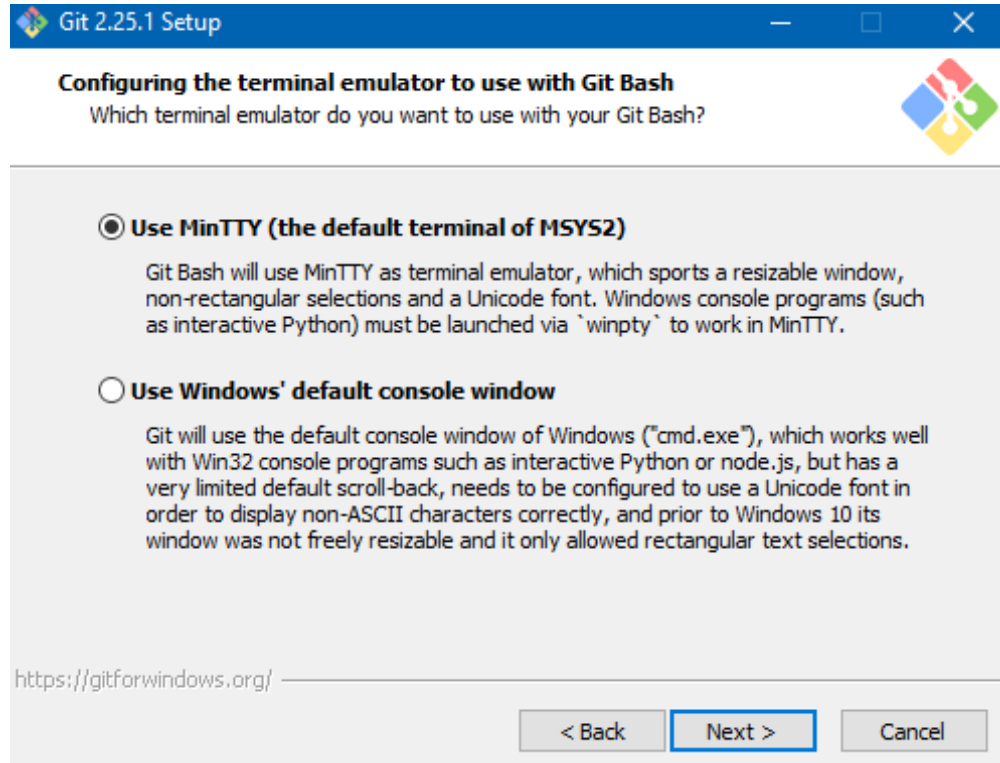 Git 2.25.1 Setup
Configuring the terminal emulator to use with Git Bash
Which terminal emulator do you want to use with your Git Bash?
Use MinTTY (the default terminal of MSYS2)
Git Bash will use MinTTY as terminal emulator, which sports a resizable window,
non-rectangular selections and a Unicode font. Windows console programs (such
as interactive Python) must be launched via `winpty` to work in MinTTY.
Use Windows' default console window
Git will use the default console window of Windows ("cmd.exe"), which works well
with Win32 console programs such as interactive Python or node.js, but has a
very limited default scroll-back, needs to be configured to use a Unicode font in
order to display non-ASCII characters correctly, and prior to Windows 10 its
window was not freely resizable and it only allowed rectangular text selections.
https://gitforwindows.org/
< Back Next > Cancel